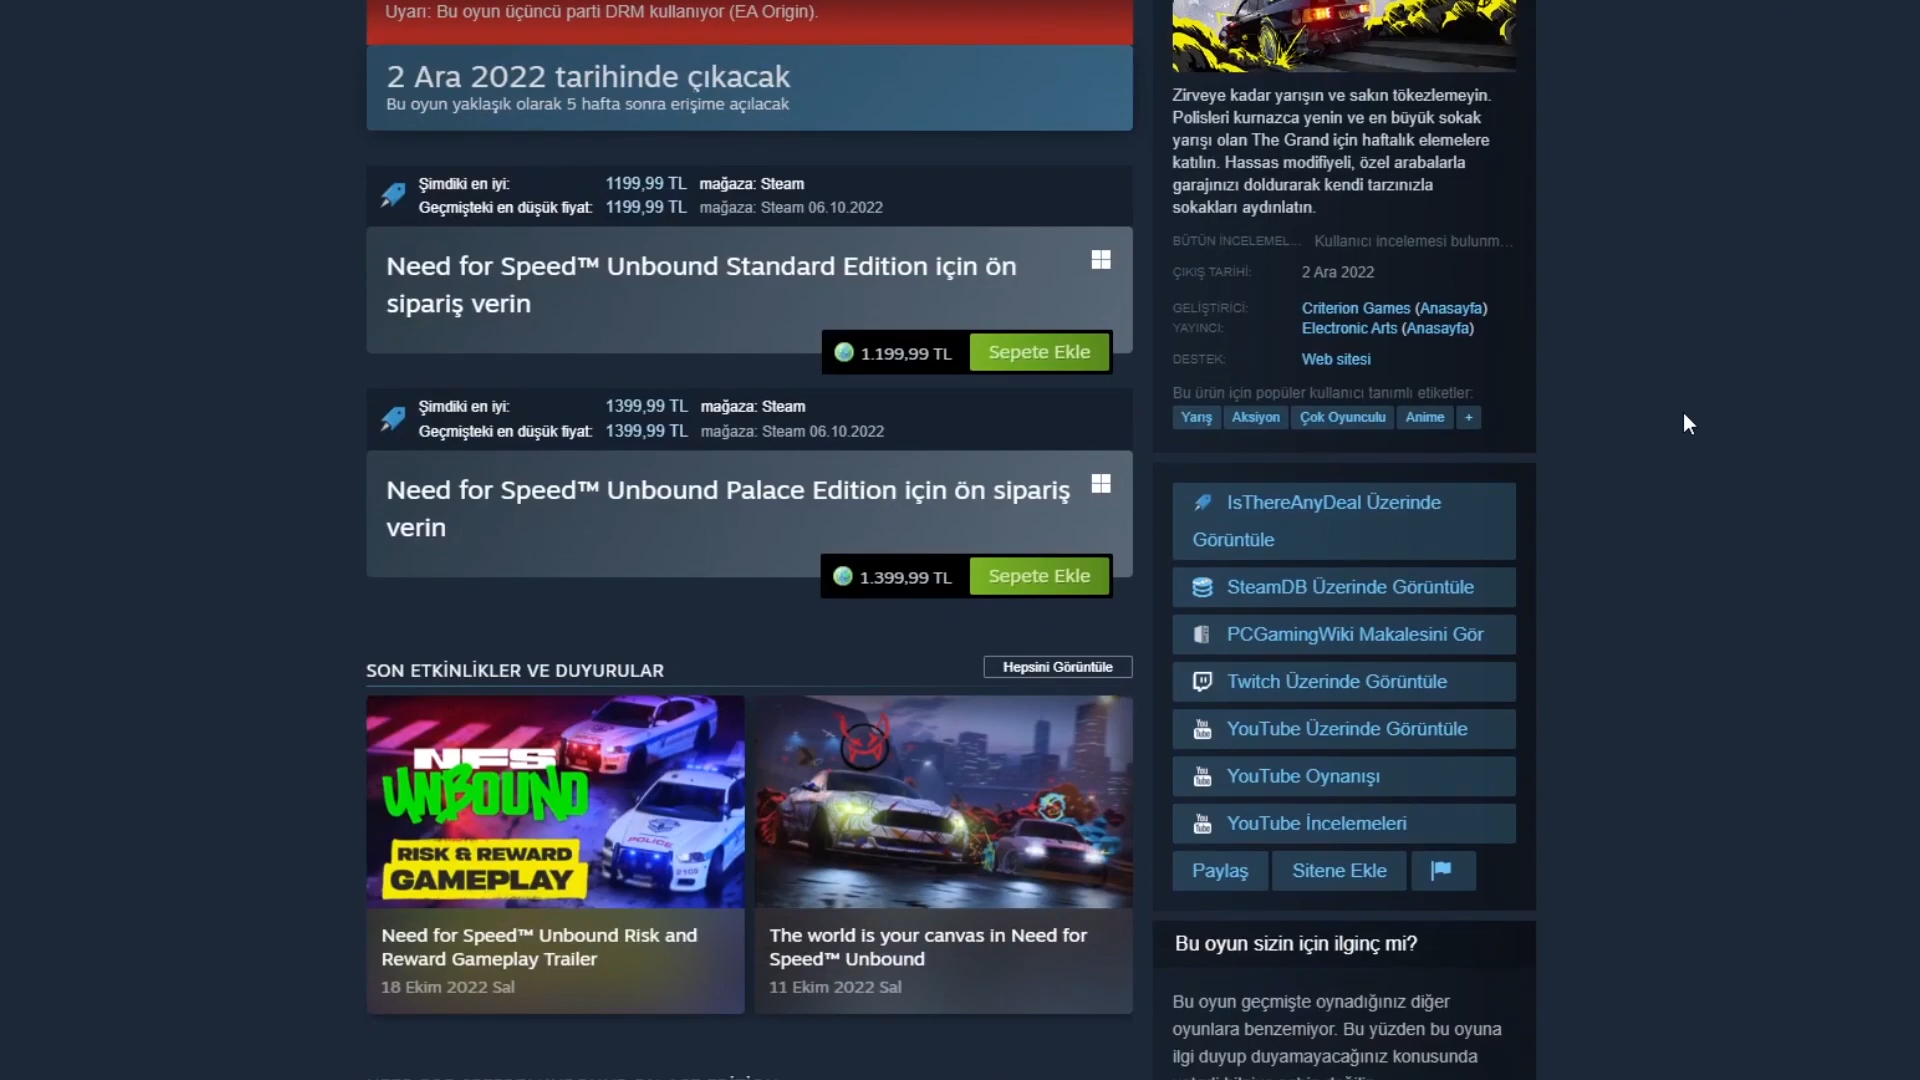 Uyarı: Bu oyun üçüncü parti DRM kullanıyor (EA Origin).
2 Ara 2022 tarihinde çıkacak
Bu oyun yaklaşık olarak 5 hafta sonra erişime açılacak
Şimdiki en iyi: 1199,99 TL mağaza: Steam
Geçmişteki en düşük fiyat: 1199,99 TL mağaza: Steam 06.10.2022
Need for Speed™ Unbound Standard Edition için ön
sipariş verin
1.199,99 TL Sepete Ekle
Şimdiki en iyi: 1399,99 TL mağaza: Steam
Geçmişteki en düşük fiyat: 1399,99 TL mağaza: Steam 06.10.2022
Need for Speed™ Unbound Palace Edition için ön sipariş
verin
1.399,99 TL Sepete Ekle
SON ETKİNLİKLER VE DUYURULAR Hepsini Görüntüle
NFS
UNBOUND
RISK & REWARD
GAMEPLAY
POLICE
2109
Need for Speed™ Unbound Risk and
Reward Gameplay Trailer
18 Ekim 2022 Sal
The world is your canvas in Need for
Speed™ Unbound
11 Ekim 2022 Sal
Zirveye kadar yarışın ve sakın tökezlemeyin.
Polisleri kurnazca yenin ve en büyük sokak
yarışı olan The Grand için haftalık elemelere
katılın. Hassas modifiyeli, özel arabalarla
garajınızı doldurarak kendi tarzınızla
sokakları aydınlatın.
BÜTÜN İNCELEMEL... Kullanıcı incelemesi bulunm...
ÇIKIŞ TARİHİ: 2 Ara 2022
GELİŞTİRİCİ: Criterion Games (Anasayfa)
YAYINCI: Electronic Arts (Anasayfa)
DESTEK: Web sitesi
Bu ürün için popüler kullanıcı tanımlı etiketler:
Yarış Aksiyon Çok Oyunculu Anime +
IsThereAnyDeal Üzerinde
Görüntüle
SteamDB Üzerinde Görüntüle
PCGamingWiki Makalesini Gör
Twitch Üzerinde Görüntüle
You Tube YouTube Üzerinde Görüntüle
You Tube YouTube Oynanışı
You Tube YouTube İncelemeleri
Paylaş Sitene Ekle
Bu oyun sizin için ilginç mi?
Bu oyun geçmişte oynadığınız diğer
oyunlara benzemiyor. Bu yüzden bu oyuna
ilgi duyup duyamayacağınız konusunda